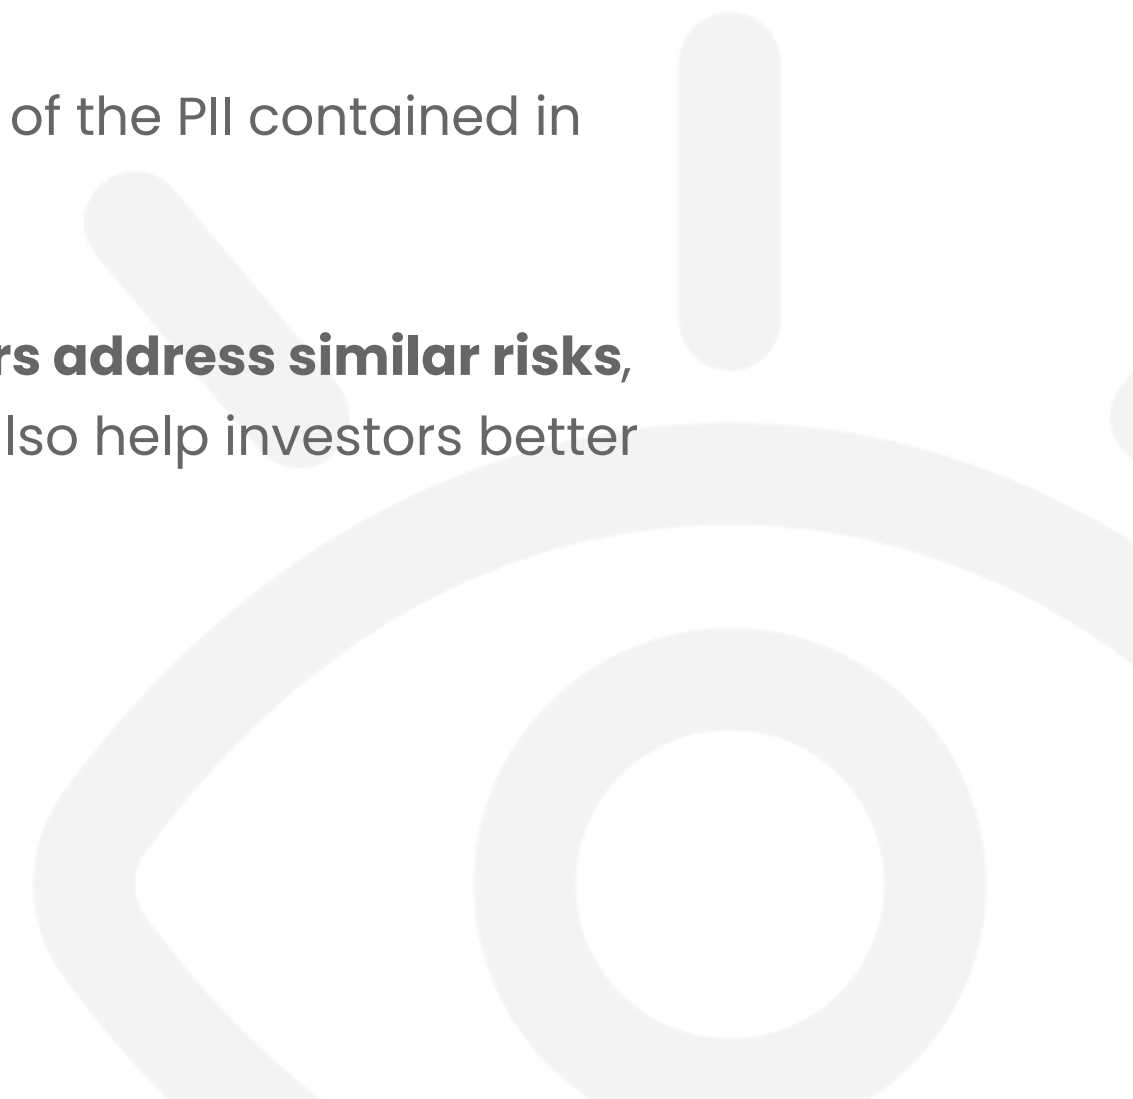 of the PII contained in
rs address similar risks,
lso help investors better